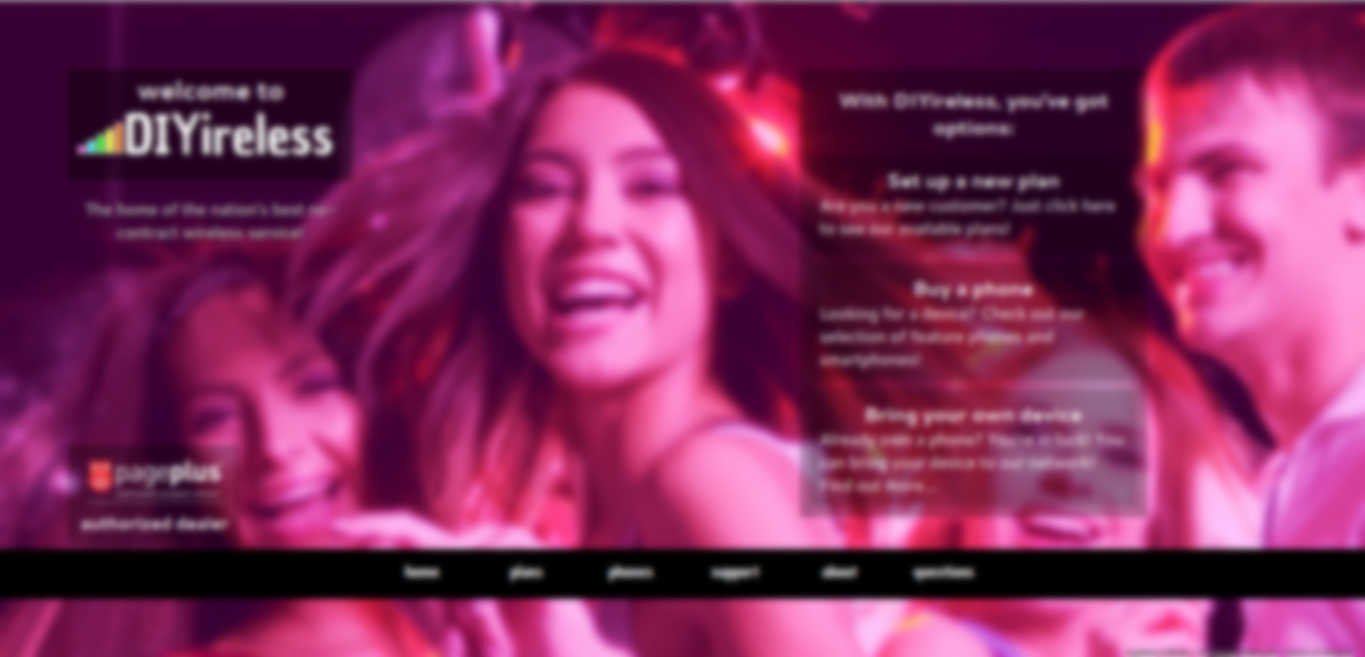 welcome to
DIYireless
The home of the nation's best no-
contract wireless service!
pageplus
authorized dealer
With DIYireless, you've got
options:
Set up a new plan
Are you a new customer? Just click here
to see our available plans!
Buy a phone
Looking for a device? Check out our
selection of feature phones and
smartphones!
Bring your own device
Already own a phone? You're in luck! You
can bring your device to our network!
Find out more...
home plans phones support about questions